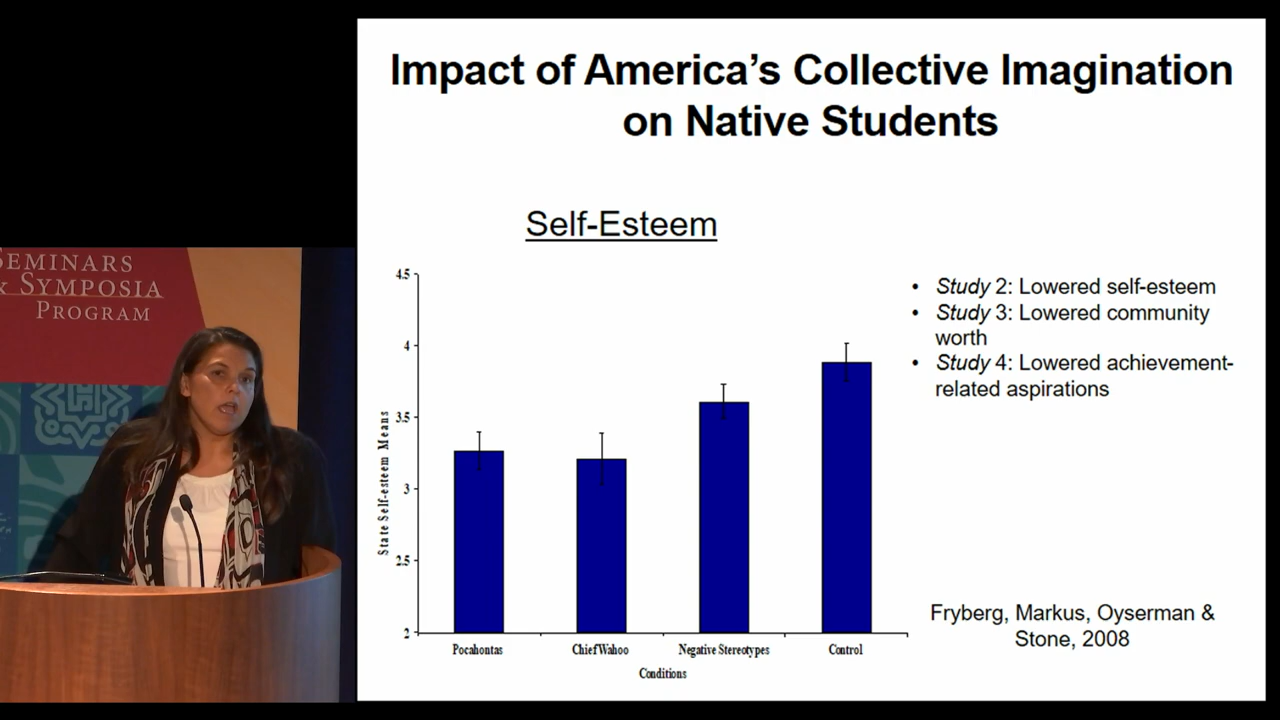 Impact of America's Collective Imagination
on Native Students
Self-Esteem
4.5
4
3.5
3
2.5
2
State Self-esteem Means
Pocahontas
Chief Wahoo
Negative Stereotypes
Control
Conditions
• Study 2: Lowered self-esteem
• Study 3: Lowered community
worth
• Study 4: Lowered achievement-
related aspirations
Fryberg, Markus, Oyserman &
Stone, 2008
SEMINARS
& SYMPOSIA
PROGRAM